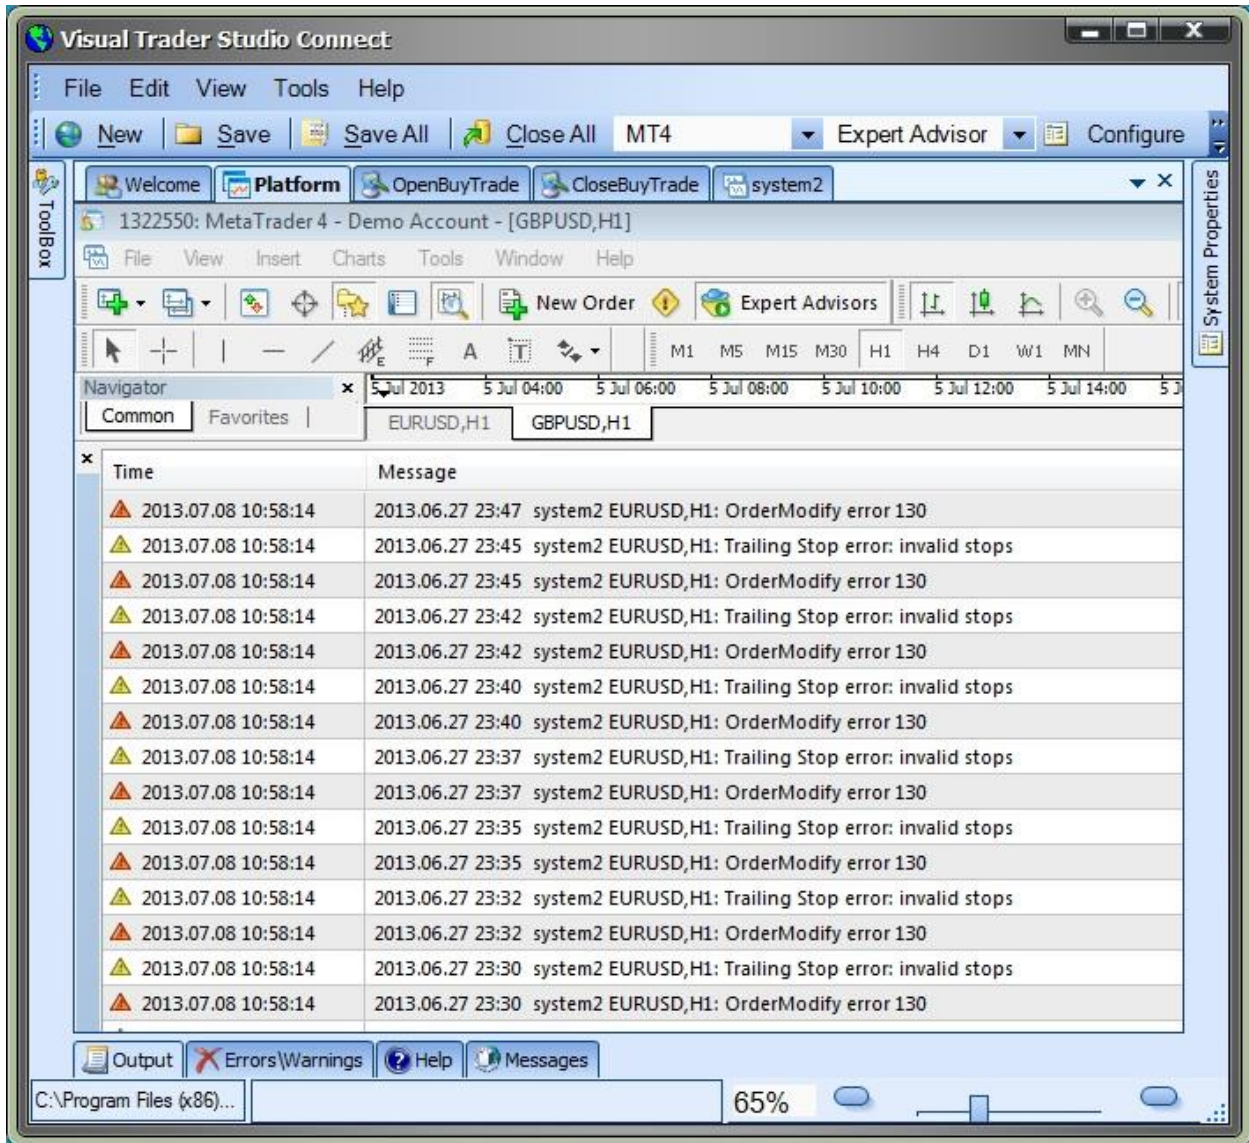 Visual Trader Studio Connect
File Edit View Tools Help
New Save Save All Close All MT4 Expert Advisor Configure
ToolBox
Welcome Platform OpenBuyTrade CloseBuyTrade system2
System Properties
1322550: MetaTrader 4 - Demo Account - [GBPUSD,H1]
File View Insert Charts Tools Window Help
New Order Expert Advisors
E F A T M1 M5 M15 M30 H1 H4 D1 W1 MN
Navigator
5 Jul 2013 5 Jul 04:00 5 Jul 06:00 5 Jul 08:00 5 Jul 10:00 5 Jul 12:00 5 Jul 14:00
Common Favorites
EURUSD,H1 GBPUSD,H1
Time Message
2013.07.08 10:58:14 2013.06.27 23:47 system2 EURUSD,H1: OrderModify error 130
2013.07.08 10:58:14 2013.06.27 23:45 system2 EURUSD,H1: Trailing Stop error: invalid stops
2013.07.08 10:58:14 2013.06.27 23:45 system2 EURUSD,H1: OrderModify error 130
2013.07.08 10:58:14 2013.06.27 23:42 system2 EURUSD,H1: Trailing Stop error: invalid stops
2013.07.08 10:58:14 2013.06.27 23:42 system2 EURUSD,H1: OrderModify error 130
2013.07.08 10:58:14 2013.06.27 23:40 system2 EURUSD,H1: Trailing Stop error: invalid stops
2013.07.08 10:58:14 2013.06.27 23:40 system2 EURUSD,H1: OrderModify error 130
2013.07.08 10:58:14 2013.06.27 23:37 system2 EURUSD,H1: Trailing Stop error: invalid stops
2013.07.08 10:58:14 2013.06.27 23:37 system2 EURUSD,H1: OrderModify error 130
2013.07.08 10:58:14 2013.06.27 23:35 system2 EURUSD,H1: Trailing Stop error: invalid stops
2013.07.08 10:58:14 2013.06.27 23:35 system2 EURUSD,H1: OrderModify error 130
2013.07.08 10:58:14 2013.06.27 23:32 system2 EURUSD,H1: Trailing Stop error: invalid stops
2013.07.08 10:58:14 2013.06.27 23:32 system2 EURUSD,H1: OrderModify error 130
2013.07.08 10:58:14 2013.06.27 23:30 system2 EURUSD,H1: Trailing Stop error: invalid stops
2013.07.08 10:58:14 2013.06.27 23:30 system2 EURUSD,H1: OrderModify error 130
Output Errors\Warnings Help Messages
C:\Program Files (x86)... 65%